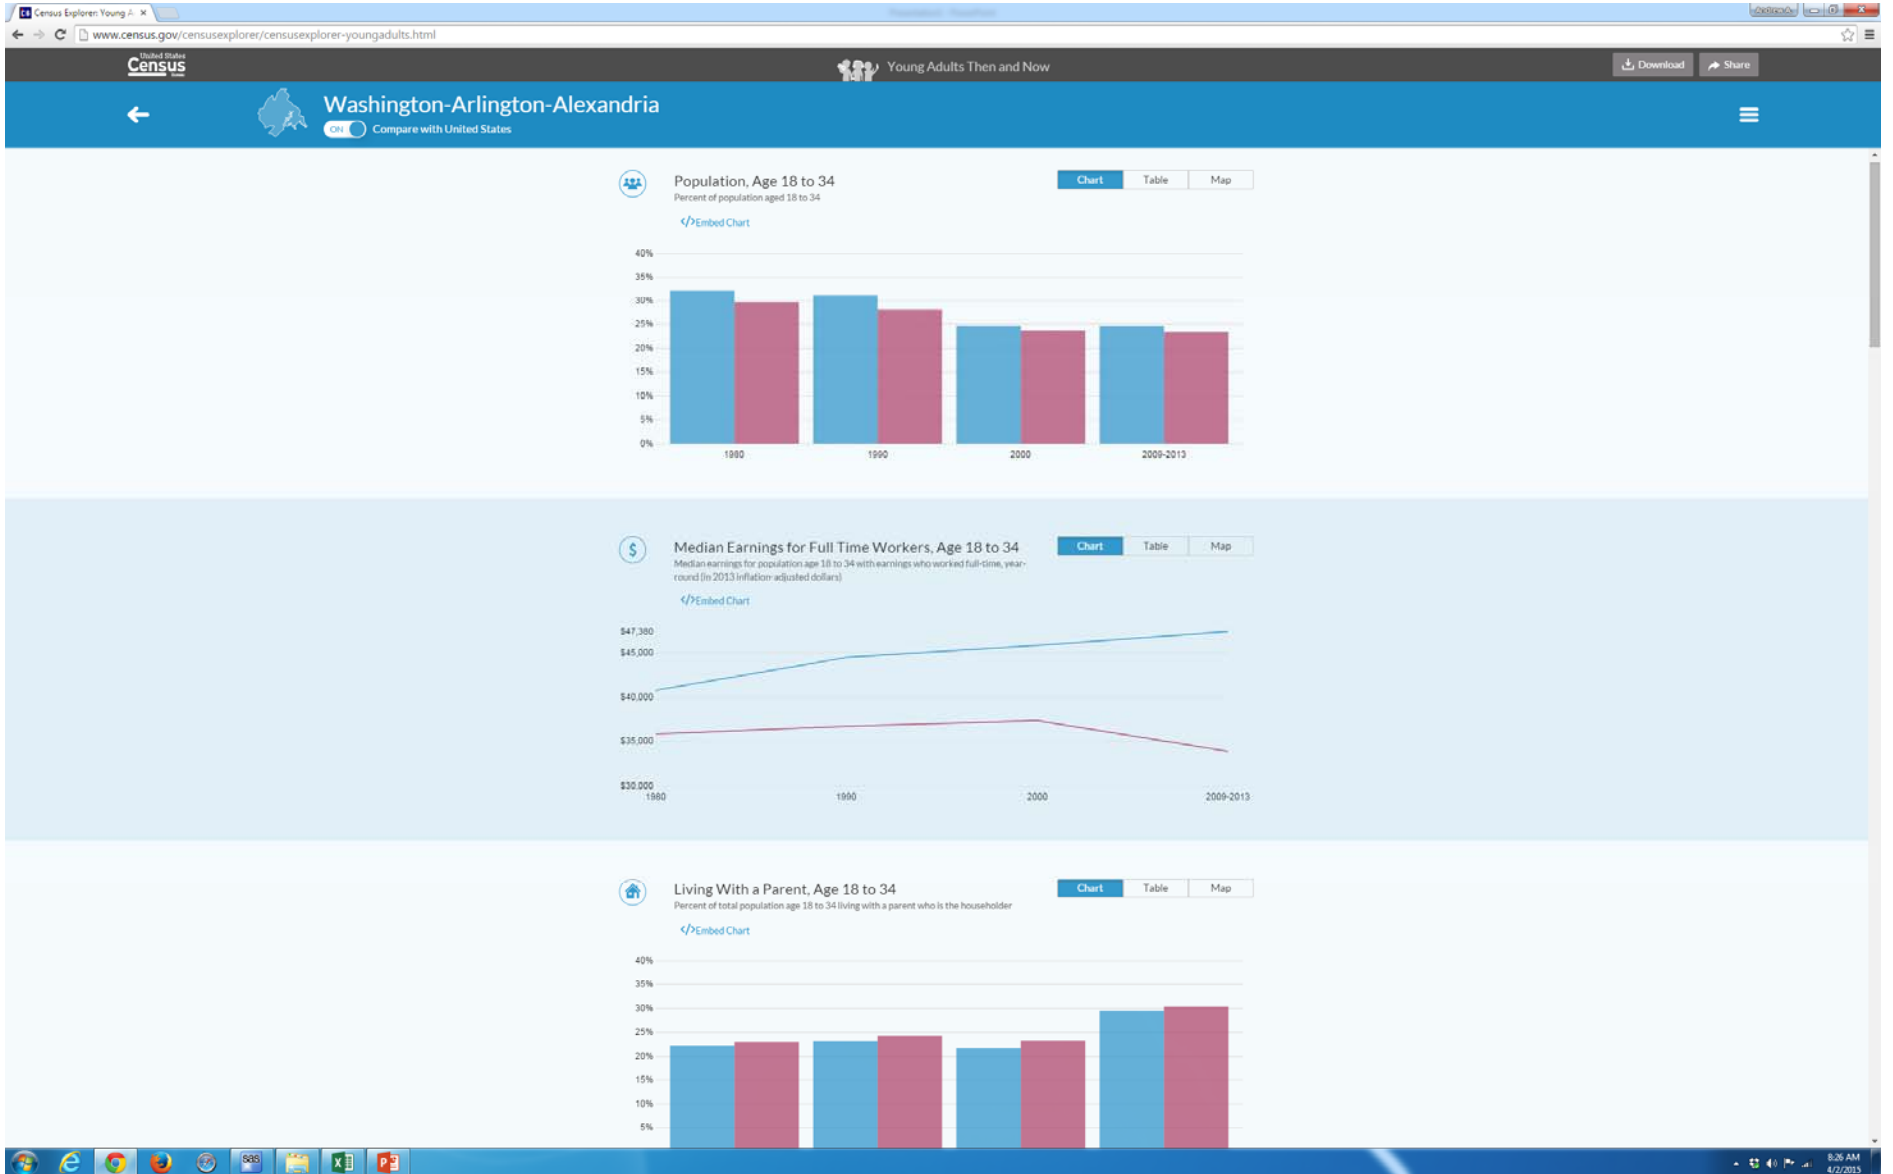 Census Explorer: Young A
www.census.gov/censusexplorer/censusexplorer-youngadults.html
United States
Census
Young Adults Then and Now
Download
Share
Washington-Arlington-Alexandria
ON
Compare with United States
Population, Age 18 to 34
Chart Table Map
Percent of population aged 18 to 34
</>Embed Chart
40%
35%
30%
25%
20%
15%
10%
5%
0%
1980 1990 2000 2009-2013
Median Earnings for Full Time Workers, Age 18 to 34
Chart Table Map
Median earnings for population age 18 to 34 with earnings who worked full-time, year-
round (in 2013 inflation-adjusted dollars)
</>Embed Chart
$47,380
$45,000
$40,000
$35,000
$30,000
1980 1990 2000 2009-2013
Living With a Parent, Age 18 to 34
Chart Table Map
Percent of total population age 18 to 34 living with a parent who is the householder
</>Embed Chart
40%
35%
30%
25%
20%
15%
10%
5%
sas
8:26 AM
4/2/2015